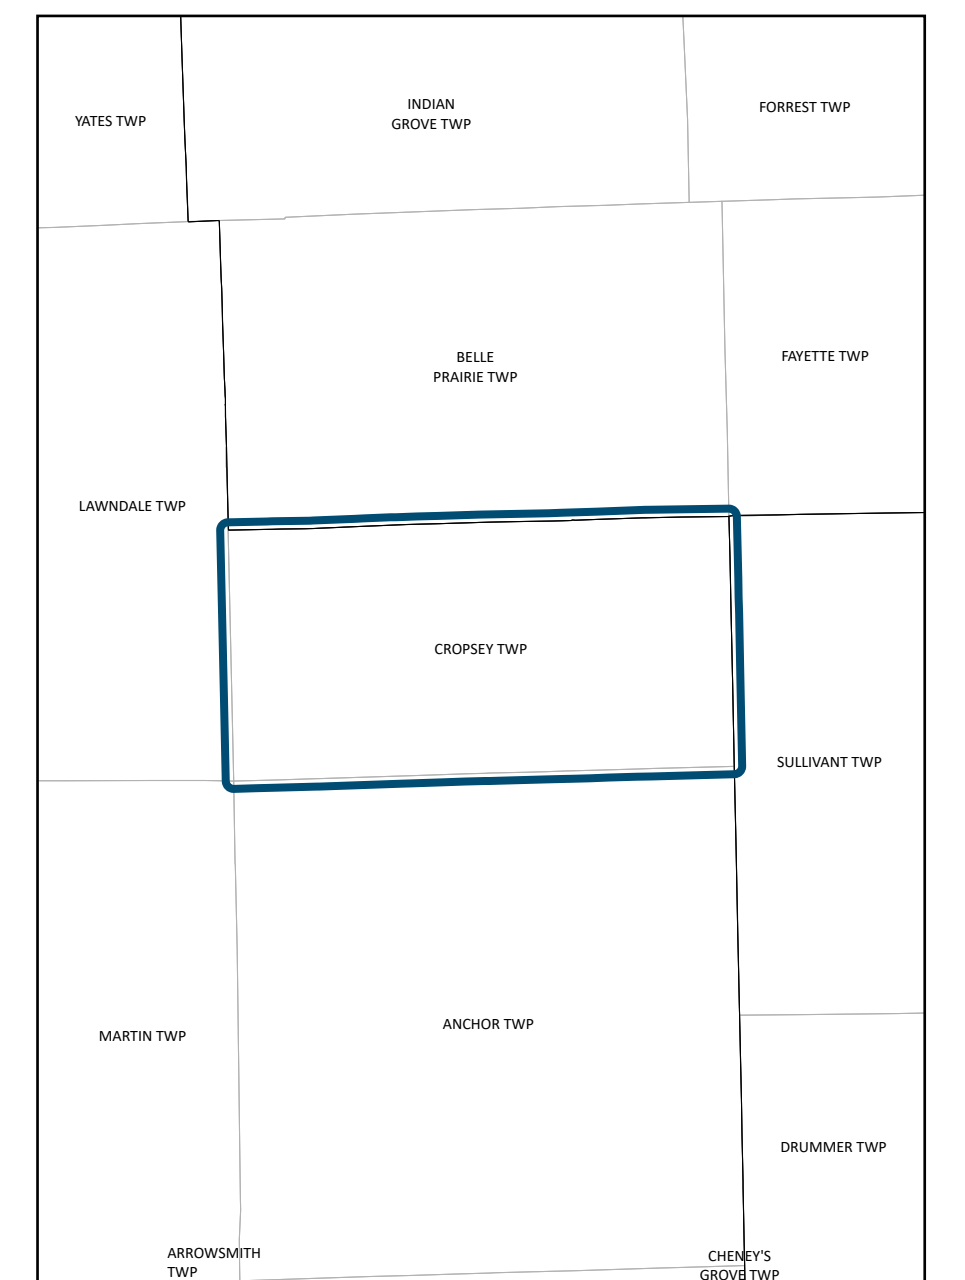 YATES TWP
INDIAN
GROVE TWP
FORREST TWP
BELLE
PRAIRIE TWP
FAYETTE TWP
LAWNDALE TWP
CROPSEY TWP
SULLIVANT TWP
ANCHOR TWP
MARTIN TWP
DRUMMER TWP
ARROWSMITH
TWP
CHENEY'S
GROVE TWP